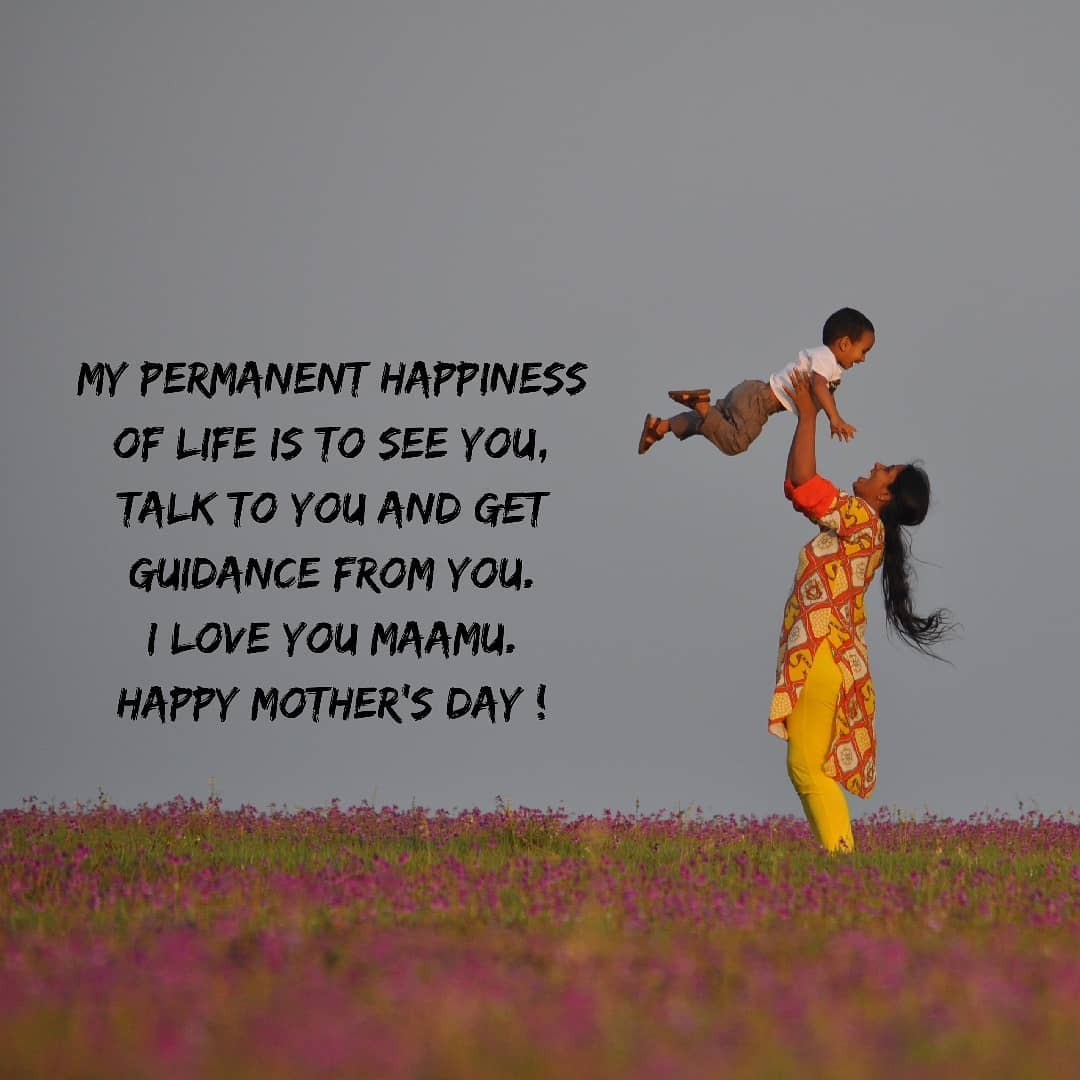 MY PERMANENT HAPPINESS
OF LIFE IS TO SEE YOU,
TALK TO YOU AND GET
GUIDANCE FROM YOU.
I LOVE YOU MAAMU.
HAPPY MOTHER'S DAY !